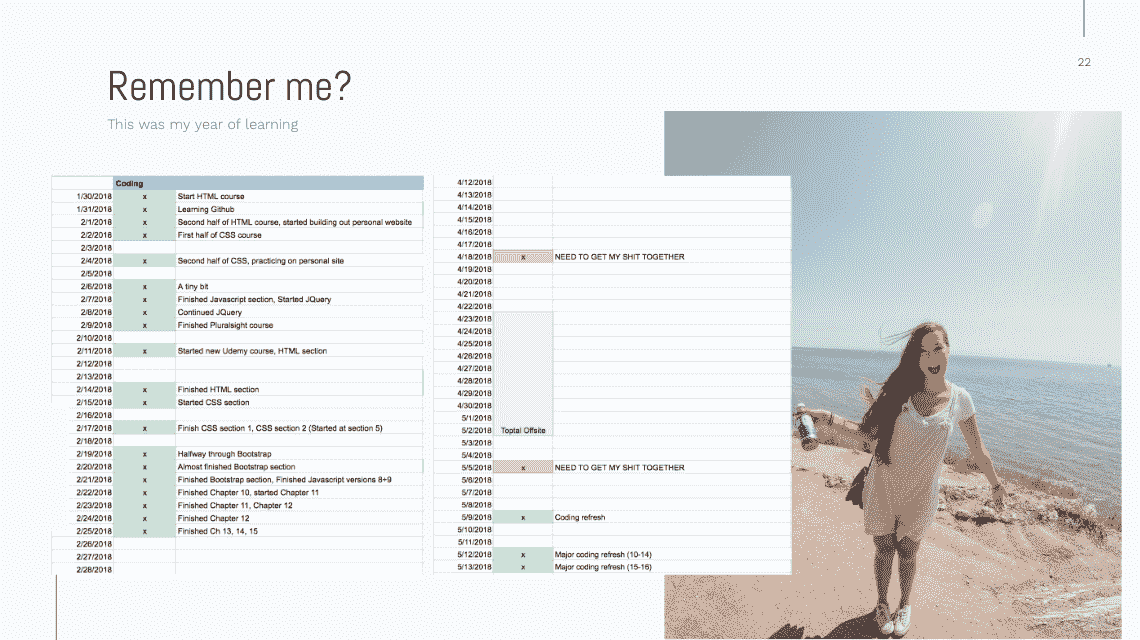 22
Remember me?
This was my year of learning
Coding
1/30/2018 x Start HTML course
1/31/2018 x Learning Github
2/1/2018 x Second half of HTML course, started building out personal website
2/2/2018 x First half of CSS course
2/3/2018
2/4/2018 x Second half of CSS, practicing on personal site
2/5/2018
2/6/2018 x A tiny bit
2/7/2018 x Finished Javascript section, Started JQuery
2/8/2018 x Continued JQuery
2/9/2018 x Finished Pluralsight course
2/10/2018
2/11/2018 x Started new Udemy course, HTML section
2/12/2018
2/13/2018
2/14/2018 x Finished HTML section
2/15/2018 x Started CSS section
2/16/2018
2/17/2018 x Finish CSS section 1, CSS section 2 (Started at section 5)
2/18/2018
2/19/2018 x Halfway through Bootstrap
2/20/2018 x Almost finished Bootstrap section
2/21/2018 x Finished Bootstrap section, Finished Javascript versions 8+9
2/22/2018 x Finished Chapter 10, started Chapter 11
2/23/2018 x Finished Chapter 11, Chapter 12
2/24/2018 x Finished Chapter 12
2/25/2018 x Finished Ch 13, 14, 15
2/26/2018
2/27/2018
2/28/2018
4/12/2018
4/13/2018
4/14/2018
4/15/2018
4/16/2018
4/17/2018
4/18/2018 x NEED TO GET MY SHIT TOGETHER
4/19/2018
4/20/2018
4/21/2018
4/22/2018
4/23/2018
4/24/2018
4/25/2018
4/26/2018
4/27/2018
4/28/2018
4/29/2018
4/30/2018
5/1/2018
5/2/2018 Toptal Offsite
5/3/2018
5/4/2018
5/5/2018 x NEED TO GET MY SHIT TOGETHER
5/6/2018
5/7/2018
5/8/2018
5/9/2018 x Coding refresh
5/10/2018
5/11/2018
5/12/2018 x Major coding refresh (10-14)
5/13/2018 x Major coding refresh (15-16)